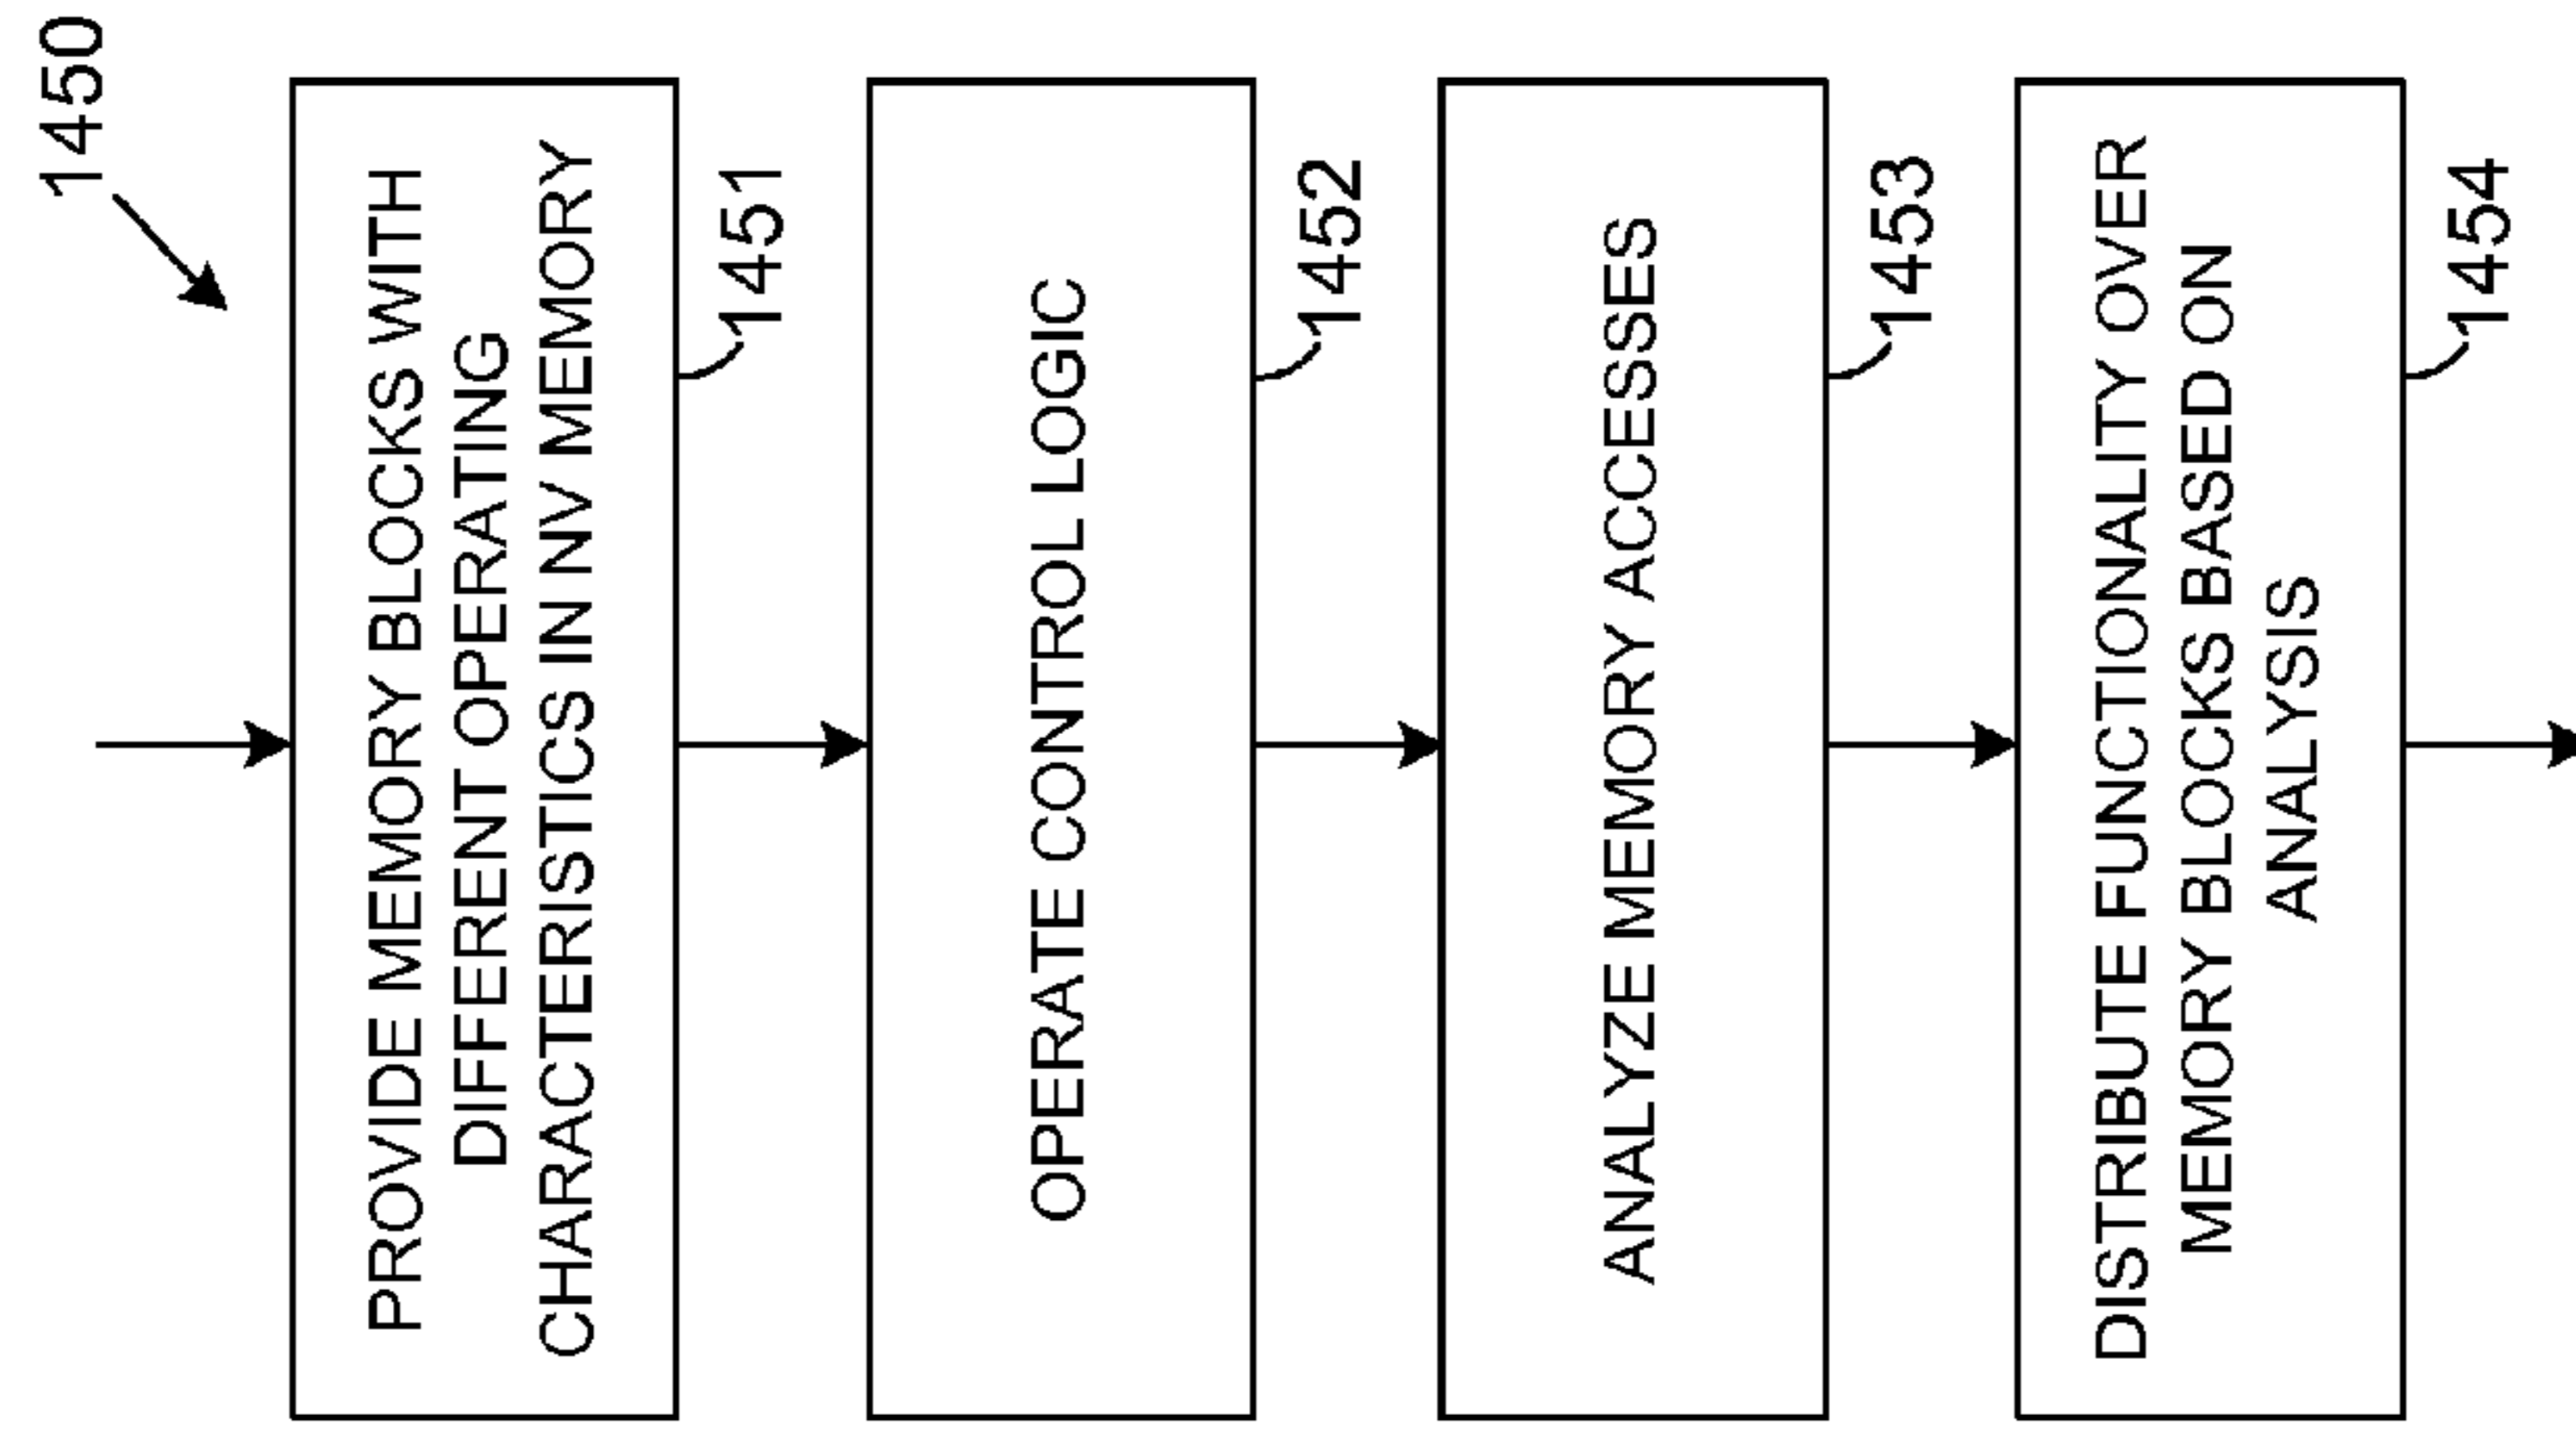 1450
PROVIDE MEMORY BLOCKS WITH
DIFFERENT OPERATING
CHARACTERISTICS IN NV MEMORY
1451
OPERATE CONTROL LOGIC
1452
ANALYZE MEMORY ACCESSES
1453
DISTRIBUTE FUNCTIONALITY OVER
MEMORY BLOCKS BASED ON
ANALYSIS
1454